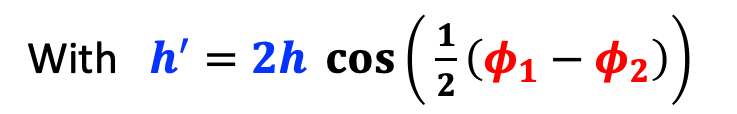 With h′ = 2h cos(½(ϕ₁ − ϕ₂))